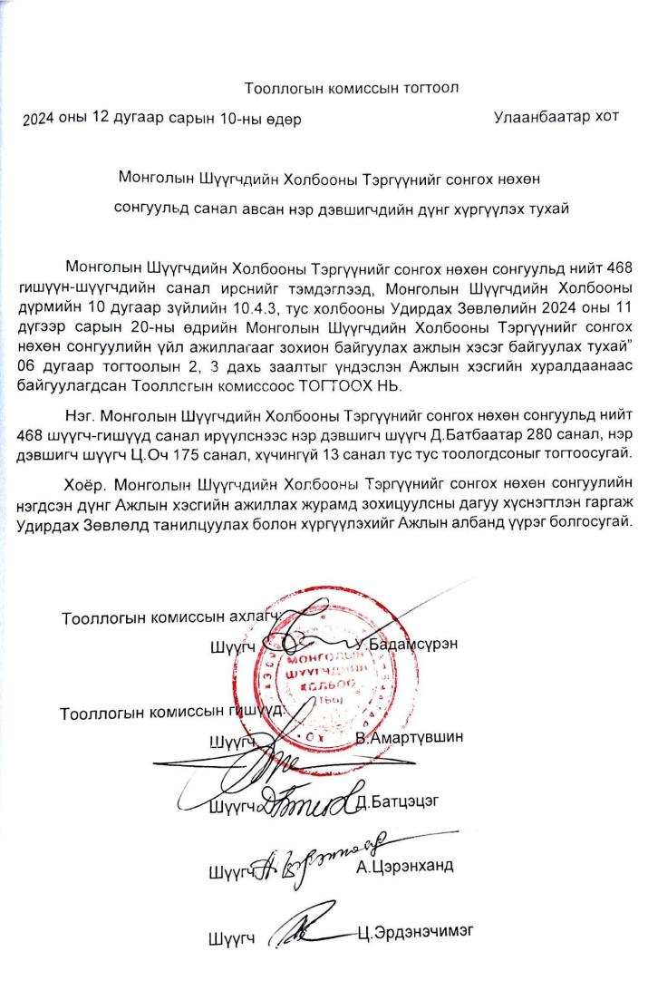 Тооллогын комиссын тогтоол
2024 оны 12 дугаар сарын 10-ны өдөр Улаанбаатар хот
Монголын Шүүгчдийн Холбооны Тэргүүнийг сонгох нөхөн
сонгуульд санал авсан нэр дэвшигчдийн дүнг хүргүүлэх тухай
Монголын Шүүгчдийн Холбооны Тэргүүнийг сонгох нөхөн сонгуульд нийт 468
гишүүн-шүүгчдийн санал ирснийг тэмдэглээд, Монголын Шүүгчдийн Холбооны
дүрмийн 10 дугаар зүйлийн 10.4.3, тус холбооны Удирдах Зөвлөлийн 2024 оны 11
дүгээр сарын 20-ны өдрийн Монголын Шүүгчдийн Холбооны Тэргүүнийг сонгох
нөхөн сонгуулийн үйл ажиллагааг зохион байгуулах ажлын хэсэг байгуулах тухай”
06 дугаар тогтоолын 2, 3 дахь заалтыг үндэслэн Ажлын хэсгийн хуралдаанаас
байгуулагдсан Тооллогын комиссоос ТОГТООХ НЬ.
Нэг. Монголын Шүүгчдийн Холбооны Тэргүүнийг сонгох нөхөн сонгуульд нийт
468 шүүгч-гишүүд санал ирүүлснээс нэр дэвшигч шүүгч Д.Батбаатар 280 санал, нэр
дэвшигч шүүгч Ц.Оч 175 санал, хүчингүй 13 санал тус тус тоологдсоныг тогтоосугай.
Хоёр. Монголын Шүүгчдийн Холбооны Тэргүүнийг сонгох нөхөн сонгуулийн
нэгдсэн дүнг Ажлын хэсгийн ажиллах журамд зохицуулсны дагуу хүснэгтлэн гаргаж
Удирдах Зөвлөлд танилцуулах болон хүргүүлэхийг Ажлын албанд үүрэг болгосугай.
Тооллогын комиссын ахлагч:
Шүүгч У.Бадамсүрэн
МОНГОЛЫН
ШҮҮГЧДИЙН
ХОЛБОО
Тооллогын комиссын гишүүд:
Шүүгч В.Амартүвшин
Шүүгч Д.Батцэцэг
Шүүгч А.Цэрэнханд
Шүүгч Ц.Эрдэнэчимэг